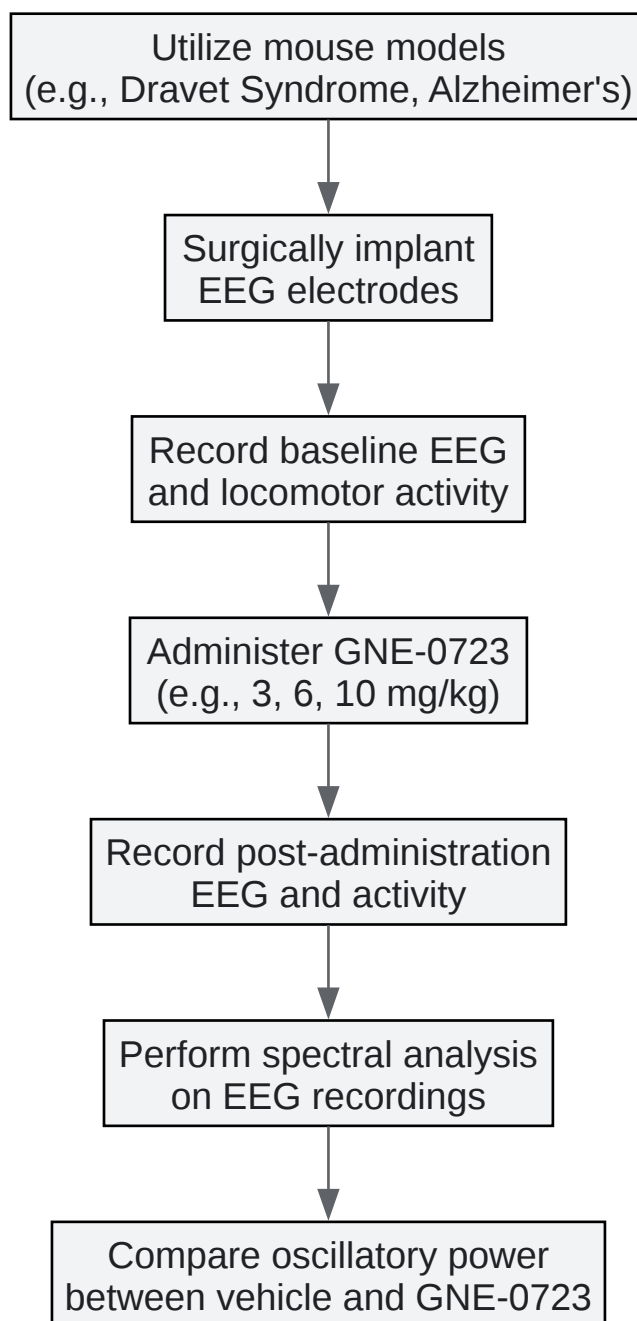 Utilize mouse models
(e.g., Dravet Syndrome, Alzheimer's)
Surgically implant
EEG electrodes
Record baseline EEG
and locomotor activity
Administer GNE-0723
(e.g., 3, 6, 10 mg/kg)
Record post-administration
EEG and activity
Perform spectral analysis
on EEG recordings
Compare oscillatory power
between vehicle and GNE-0723